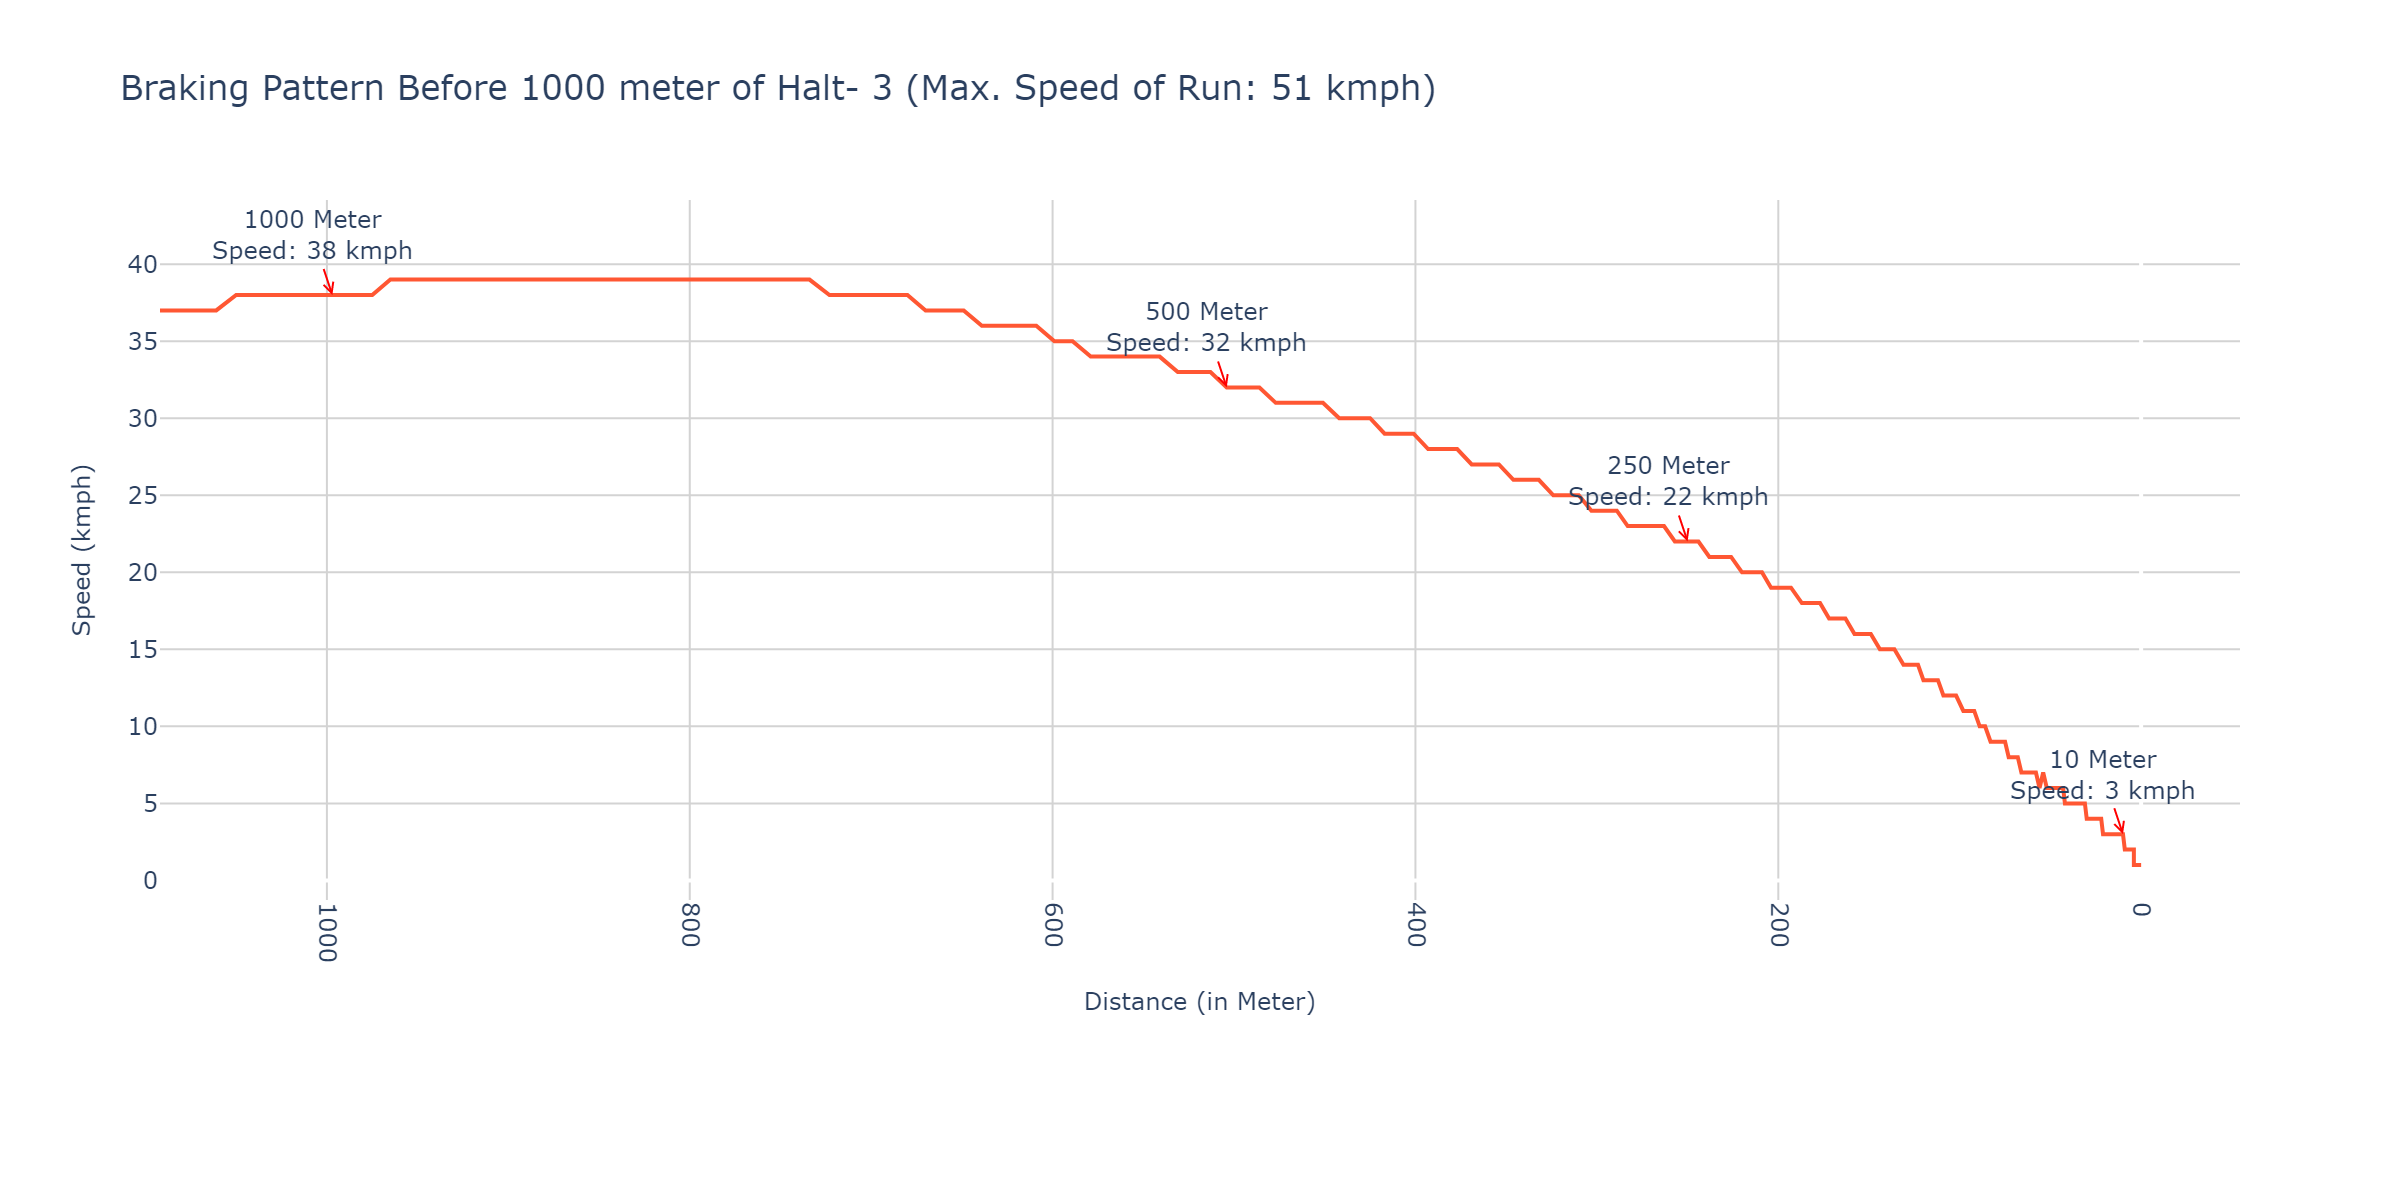 Braking Pattern Before 1000 meter of Halt- 3 (Max. Speed of Run: 51 kmph)
1000 Meter
Speed: 38 kmph
500 Meter
Speed: 32 kmph
250 Meter
Speed: 22 kmph
10 Meter
Speed: 3 kmph
40
35
30
25
20
15
10
5
0
Speed (kmph)
1000
800
600
400
200
0
Distance (in Meter)